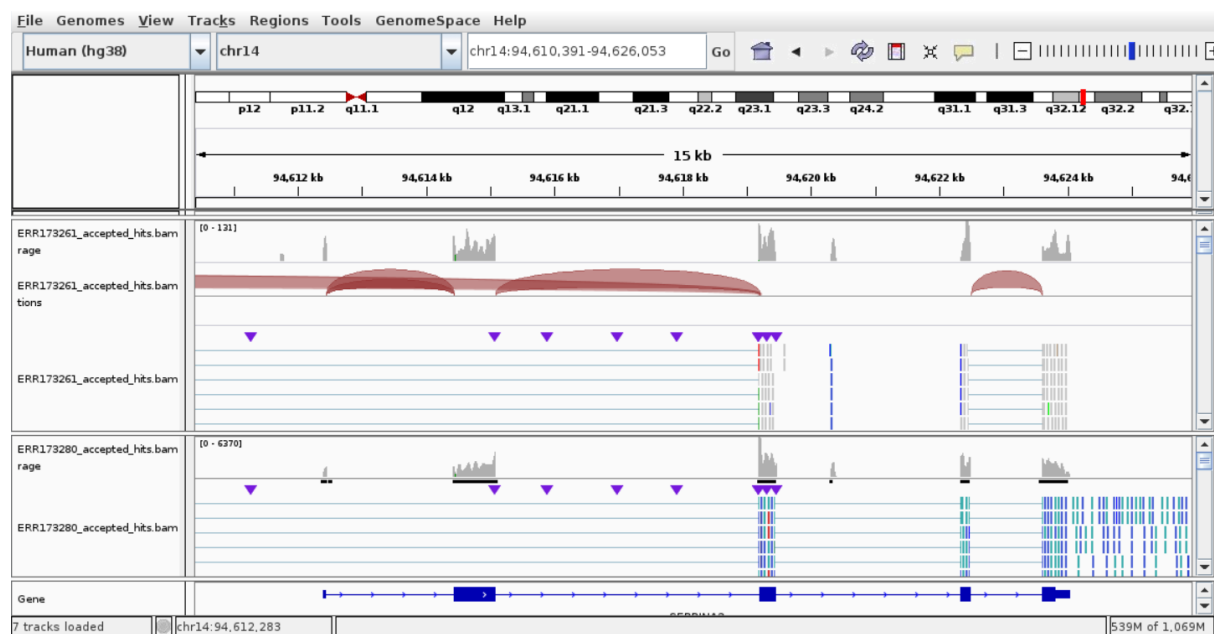 File Genomes View Tracks Regions Tools GenomeSpace Help
Human (hg38) chr14 chr14:94,610,391-94,626,053 Go
p12 p11.2 q11.1 q12 q13.1 q21.1 q21.3 q22.2 q23.1 q23.3 q24.2 q31.1 q31.3 q32.12 q32.2 q32.
15 kb
94,612 kb 94,614 kb 94,616 kb 94,618 kb 94,620 kb 94,622 kb 94,624 kb 94,6
ERR173261_accepted_hits.bam
rage
[0 - 131]
ERR173261_accepted_hits.bam
tions
ERR173261_accepted_hits.bam
ERR173280_accepted_hits.bam
rage
[0 - 6370]
ERR173280_accepted_hits.bam
Gene
7 tracks loaded chr14:94,612,283 539M of 1,069M